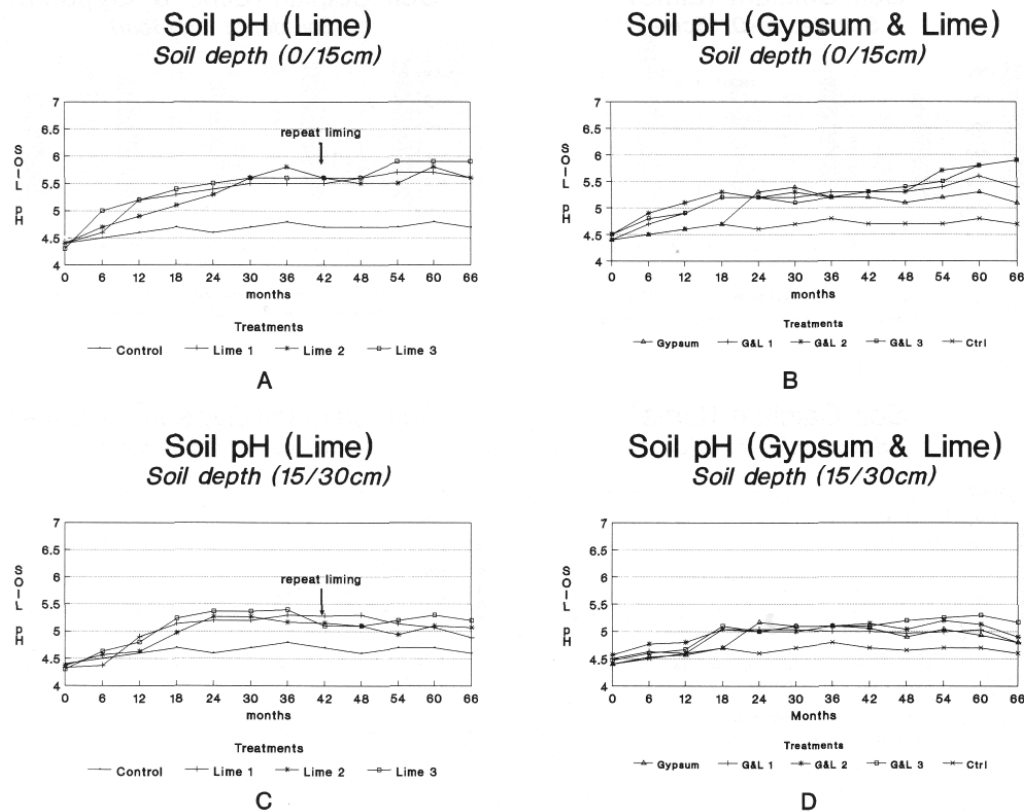 Soil pH (Lime)
Soil depth (0/15cm)
7
6.5
6
5.5
5
4.5
4
SOIL pH
repeat liming
0 6 12 18 24 30 36 42 48 54 60 66
months
Treatments
Control Lime 1 Lime 2 Lime 3
A
Soil pH (Gypsum & Lime)
Soil depth (0/15cm)
7
6.5
6
5.5
5
4.5
4
SOIL pH
0 6 12 18 24 30 36 42 48 54 60 66
months
Treatments
Gypsum G&L 1 G&L 2 G&L 3 Ctrl
B
Soil pH (Lime)
Soil depth (15/30cm)
7
6.5
6
5.5
5
4.5
4
SOIL pH
repeat liming
0 6 12 18 24 30 36 42 48 54 60 66
months
Treatments
Control Lime 1 Lime 2 Lime 3
C
Soil pH (Gypsum & Lime)
Soil depth (15/30cm)
7
6.5
6
5.5
5
4.5
4
SOIL pH
0 6 12 18 24 30 36 42 48 54 60 66
Months
Treatments
Gypsum G&L 1 G&L 2 G&L 3 Ctrl
D